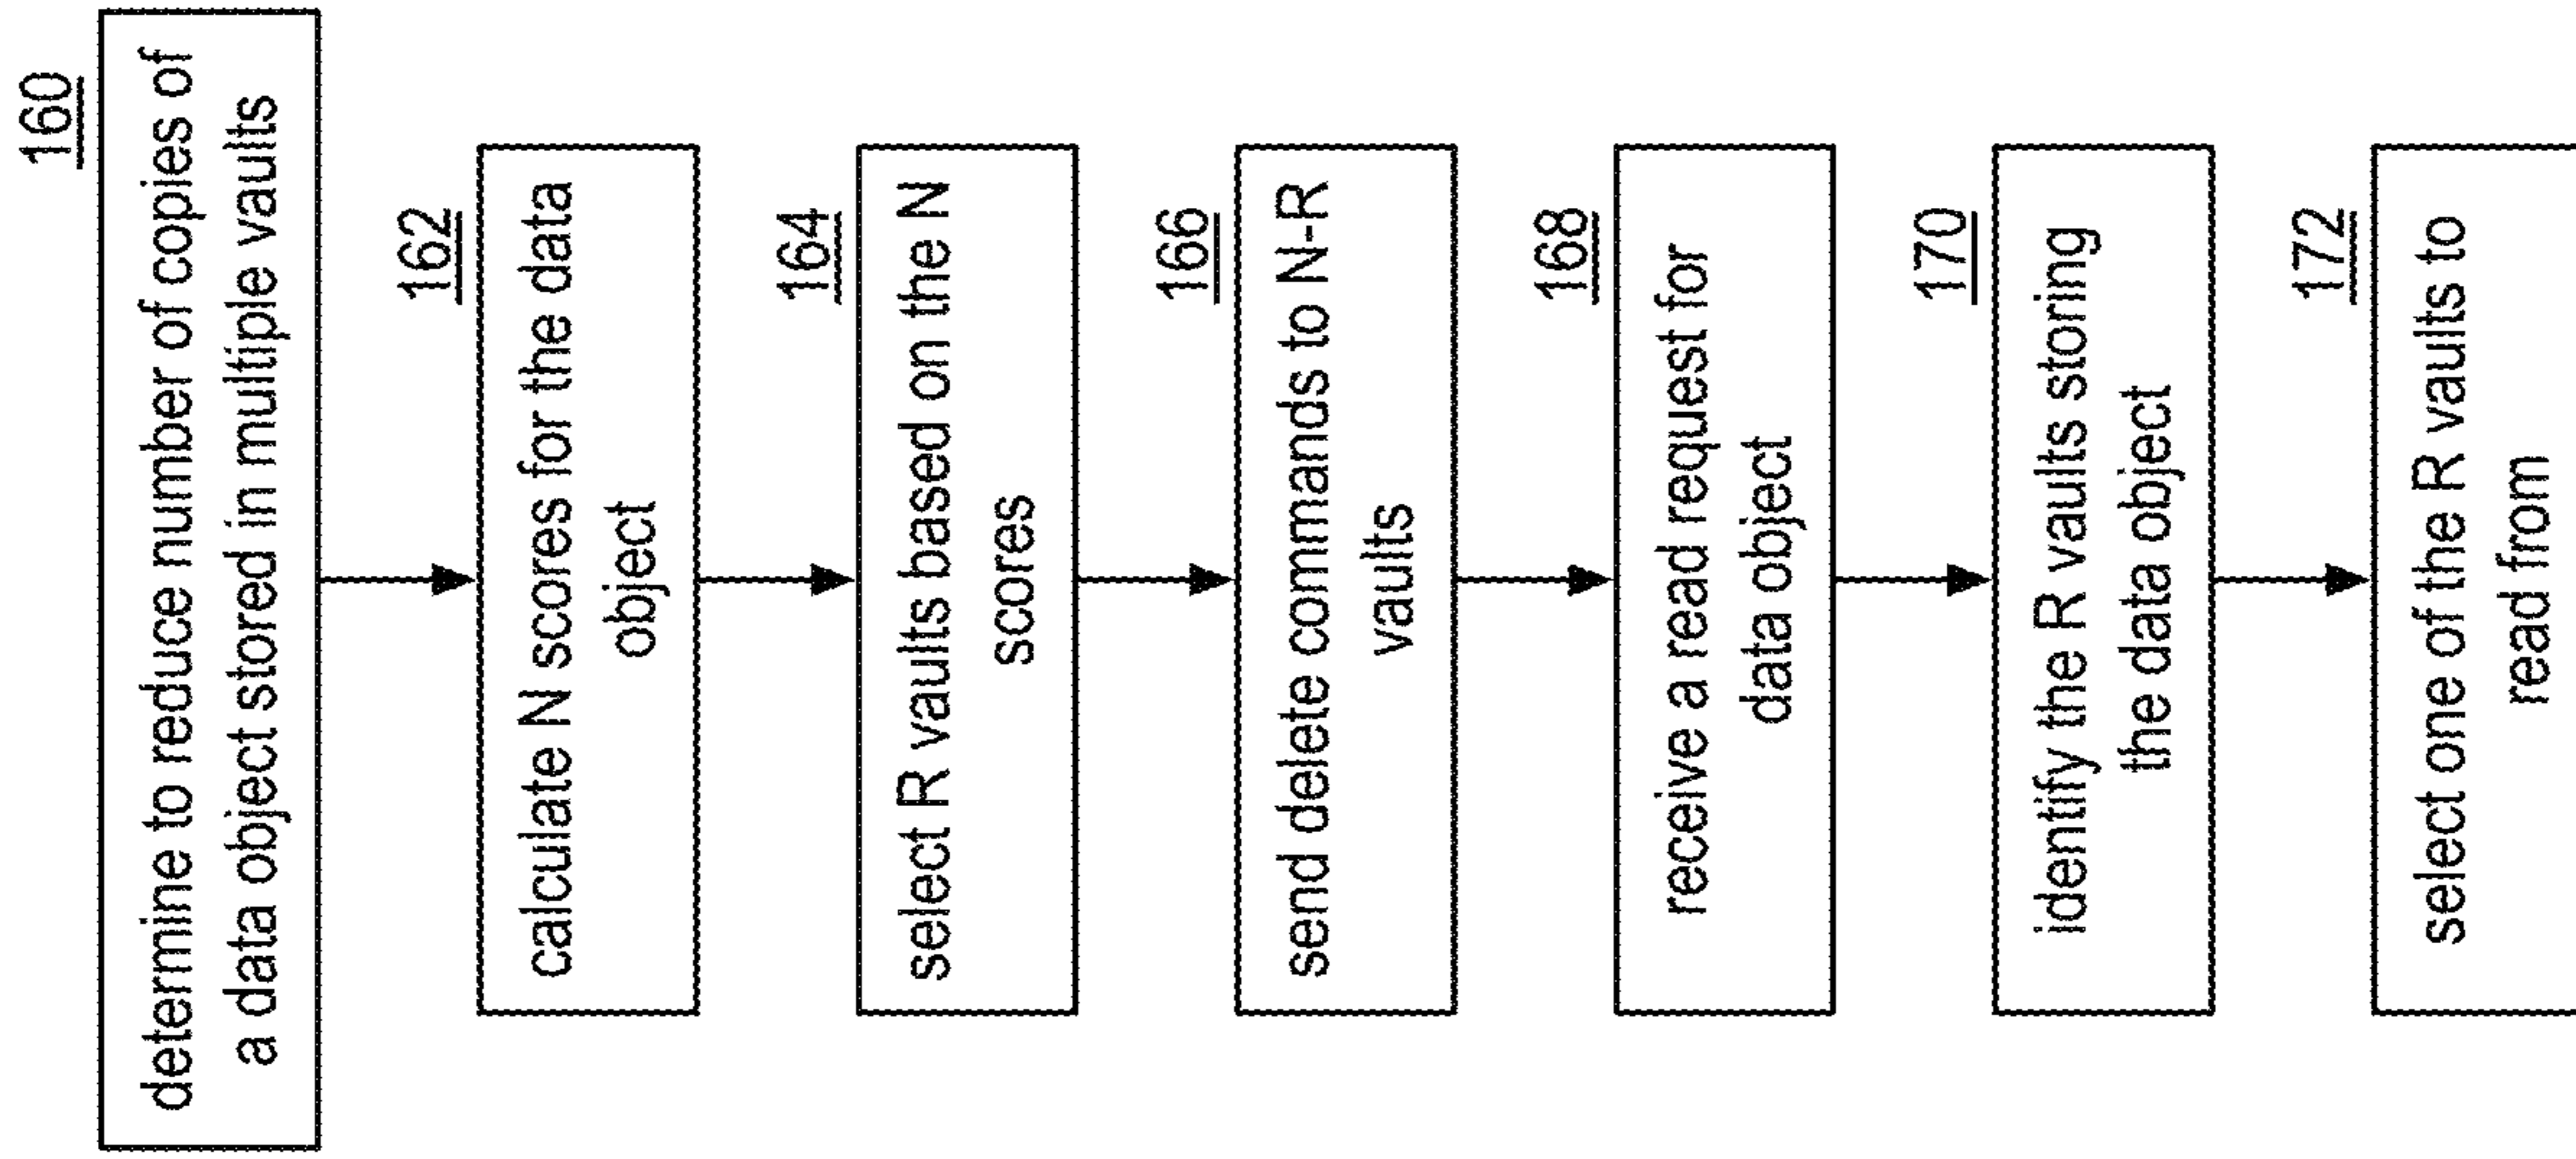 160
determine to reduce number of copies of
a data object stored in multiple vaults
162
calculate N scores for the data
object
164
select R vaults based on the N
scores
166
send delete commands to N-R
vaults
168
receive a read request for
data object
170
identify the R vaults storing
the data object
172
select one of the R vaults to
read from